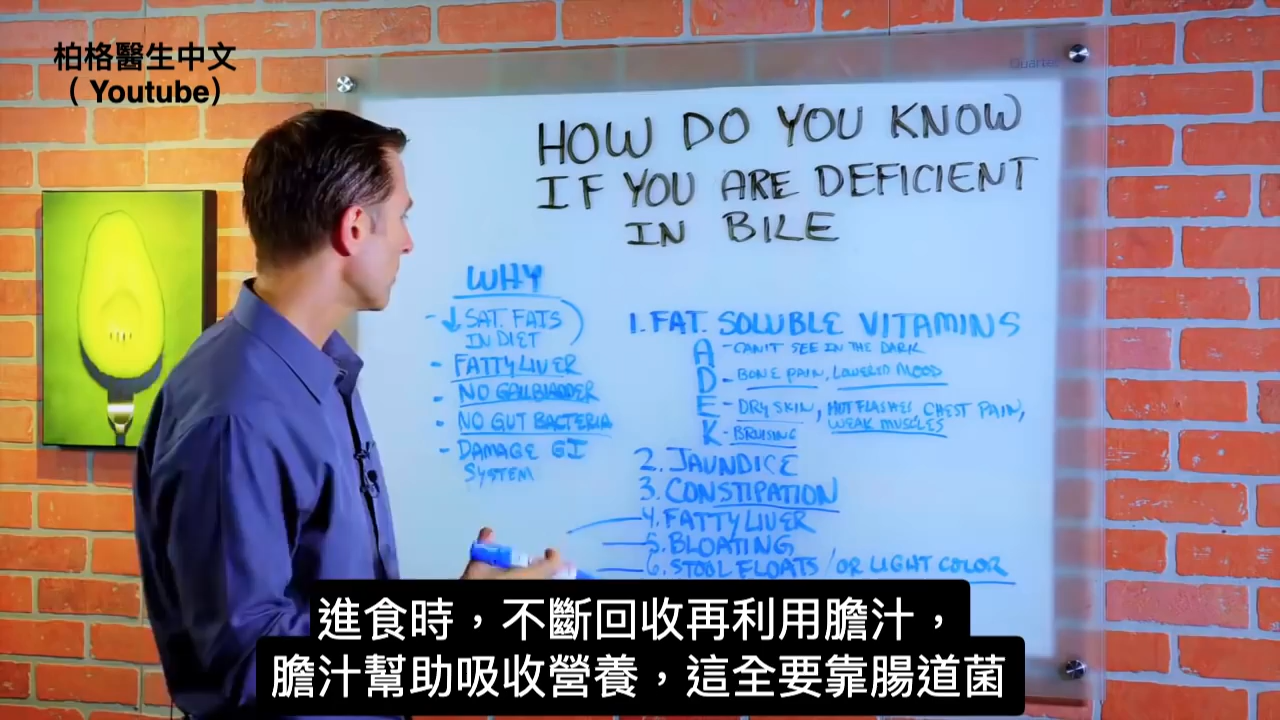 柏格醫生中文
（ Youtube）
Quartet
HOW DO YOU KNOW
IF YOU ARE DEFICIENT
IN BILE
WHY
- ↓ SAT. FATS
IN DIET
- FATTY LIVER
- NO GALLBLADDER
- NO GUT BACTERIA
- DAMAGE GI
SYSTEM
1. FAT. SOLUBLE VITAMINS
A - CAN'T SEE IN THE DARK
D - BONE PAIN, LOWERED MOOD
E - DRY SKIN, HOT FLASHES, CHEST PAIN,
WEAK MUSCLES
K - BRUISING
2. JAUNDICE
3. CONSTIPATION
4. FATTY LIVER
5. BLOATING
6. STOOL FLOATS / OR LIGHT COLOR
進食時，不斷回收再利用膽汁，
膽汁幫助吸收營養，這全要靠腸道菌